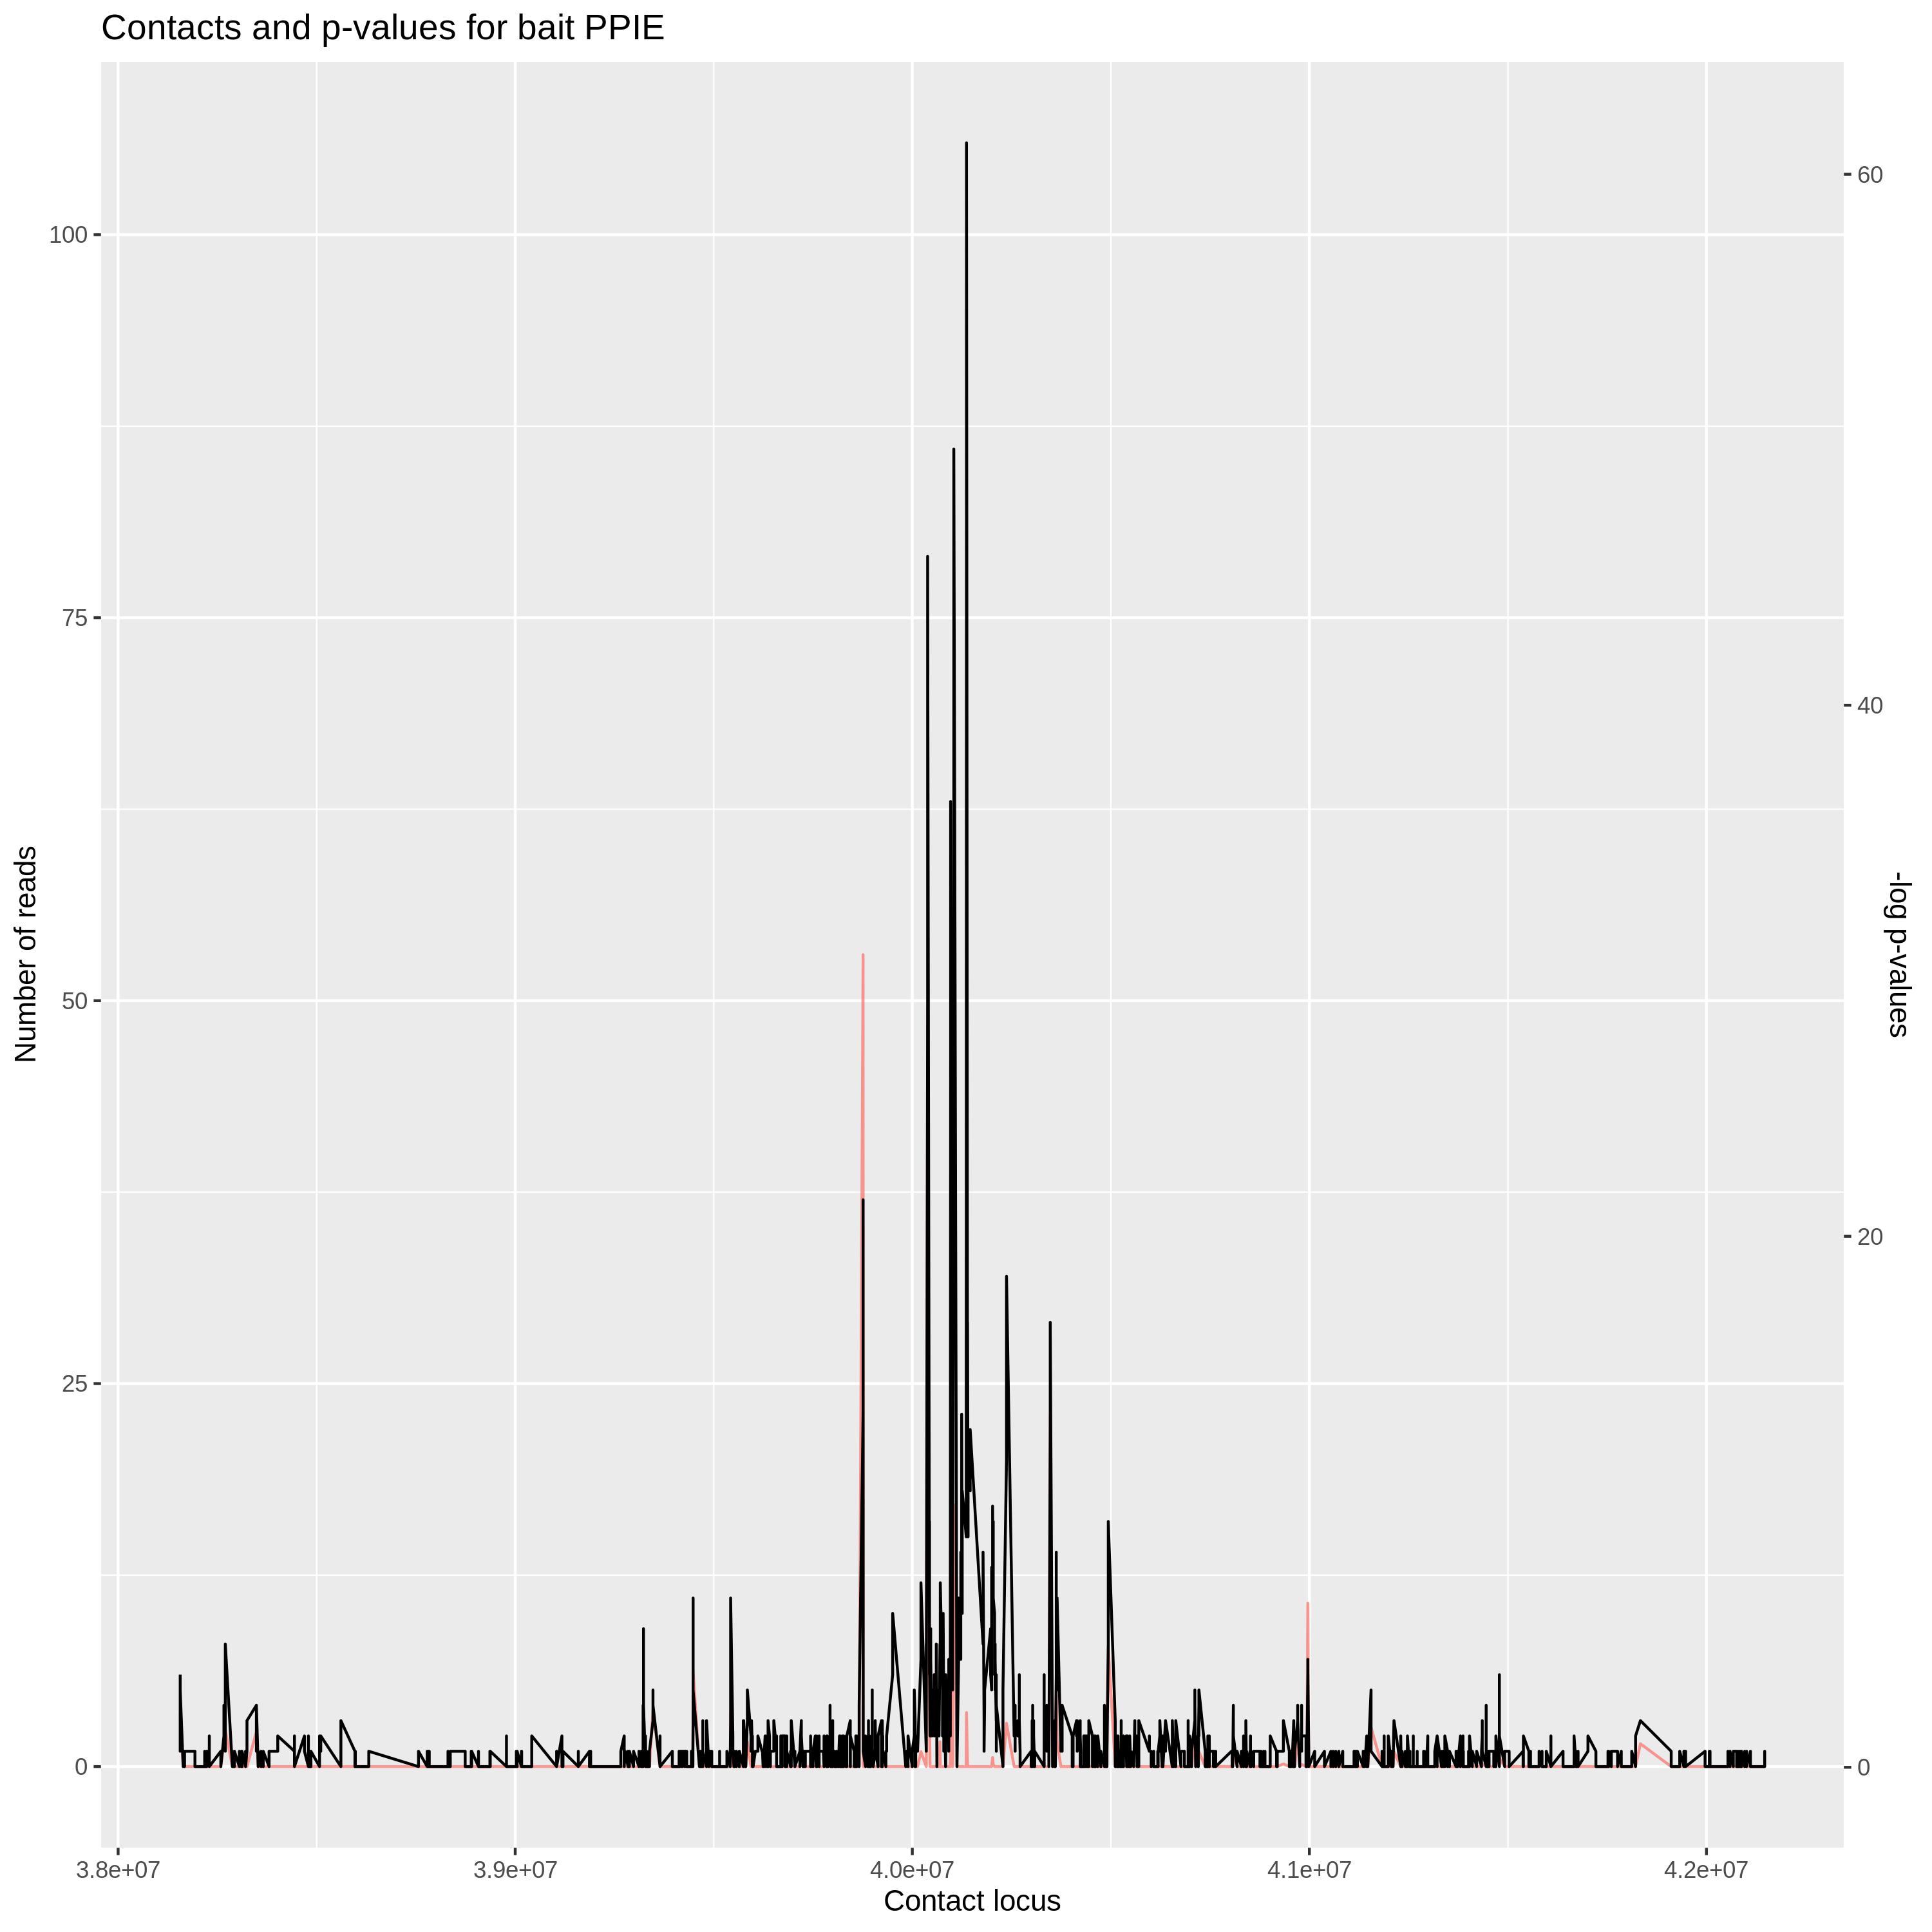 Contacts and p-values for bait PPIE
100
75
50
25
0
60
40
20
0
Number of reads
-log p-values
3.8e+07 3.9e+07 4.0e+07 4.1e+07 4.2e+07
Contact locus